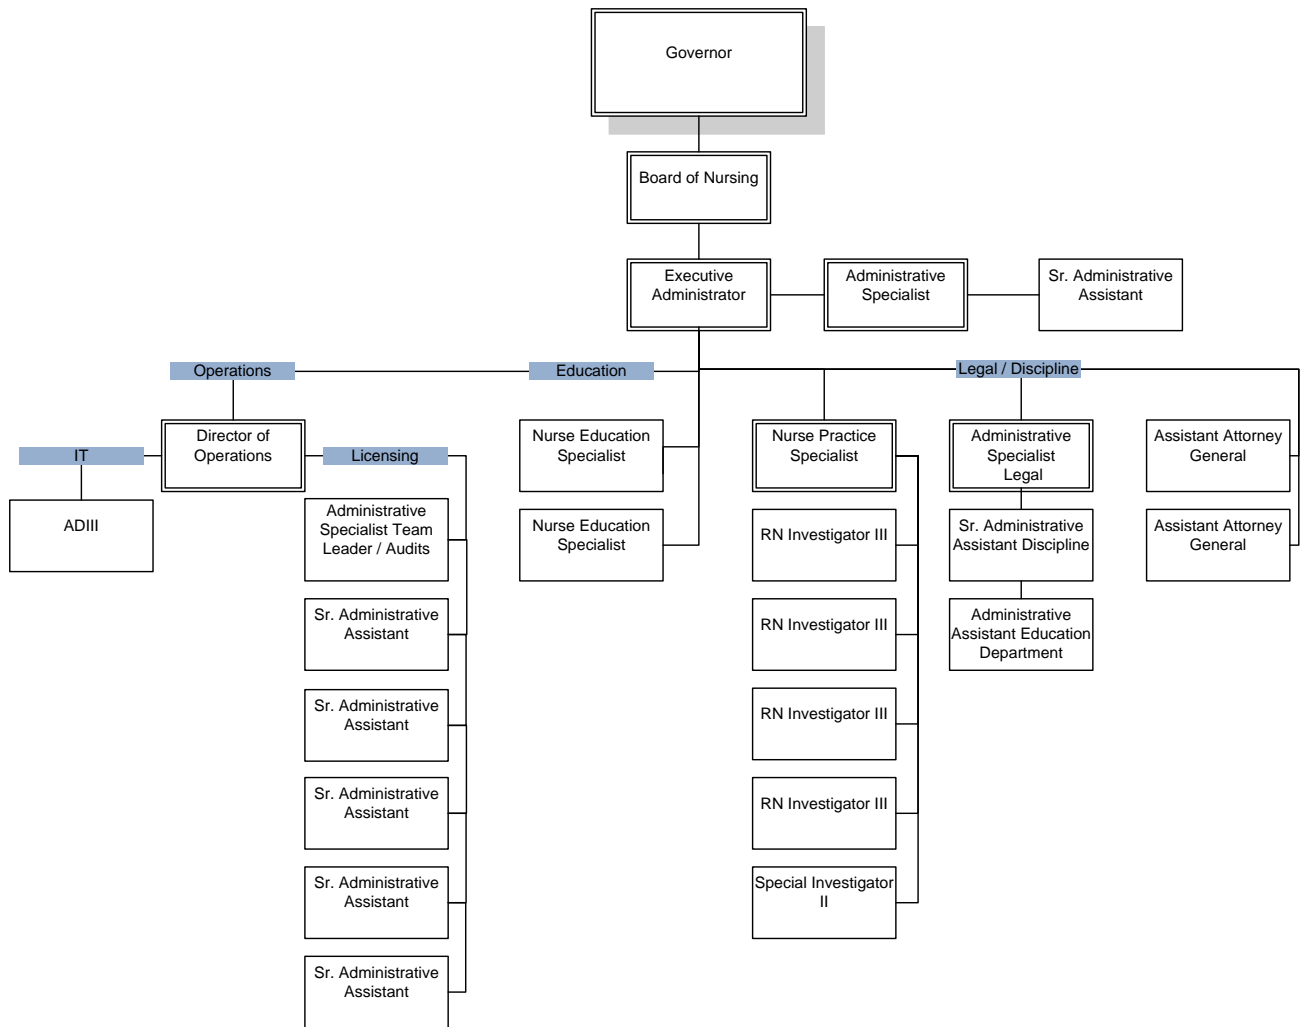 Governor
Board of Nursing
Executive
Administrator
Administrative
Specialist
Sr. Administrative
Assistant
Operations
Education
Legal / Discipline
IT
Director of
Operations
Licensing
Nurse Education
Specialist
Nurse Practice
Specialist
Administrative
Specialist
Legal
Assistant Attorney
General
ADIII
Administrative
Specialist Team
Leader / Audits
Nurse Education
Specialist
RN Investigator III
Sr. Administrative
Assistant Discipline
Assistant Attorney
General
Sr. Administrative
Assistant
RN Investigator III
Administrative
Assistant Education
Department
Sr. Administrative
Assistant
RN Investigator III
Sr. Administrative
Assistant
RN Investigator III
Sr. Administrative
Assistant
Special Investigator
II
Sr. Administrative
Assistant